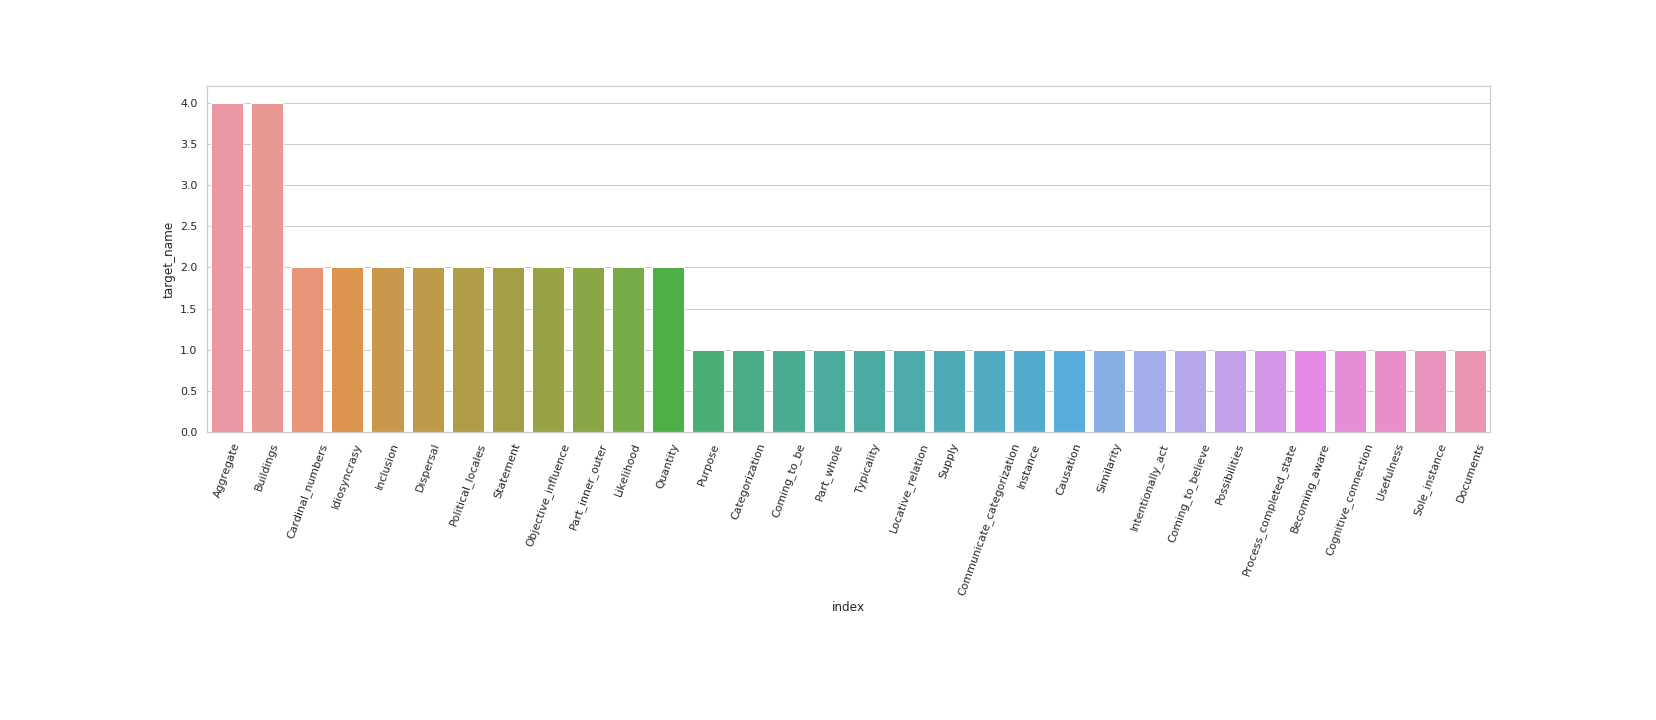 4.0
3.5
3.0
2.5
2.0
1.5
1.0
0.5
0.0
target_name
Aggregate
Buildings
Cardinal_numbers
Idiosyncrasy
Inclusion
Dispersal
Political_locales
Statement
Objective_influence
Part_inner_outer
Likelihood
Quantity
Purpose
Categorization
Coming_to_be
Part_whole
Typicality
Locative_relation
Supply
Communicate_categorization
Instance
Causation
Similarity
Intentionally_act
Coming_to_believe
Possibilities
Process_completed_state
Becoming_aware
Cognitive_connection
Usefulness
Sole_instance
Documents
index